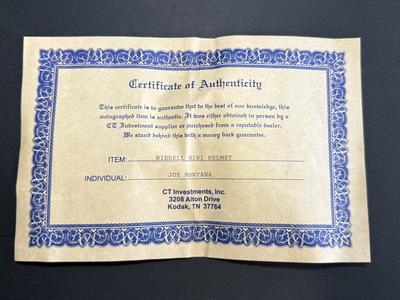 Certificate of Authenticity
This certificate is to guarantee that to the best of our knowledge, this
autographed item is authentic. It was either obtained in person by a
CT Investment supplier or purchased from a reputable dealer.
We stand behind this with a money back guarantee.
ITEM: RIDDELL MINI HELMET
INDIVIDUAL: JOE MONTANA
CT Investments, Inc.
3208 Alton Drive
Kodak, TN 37764